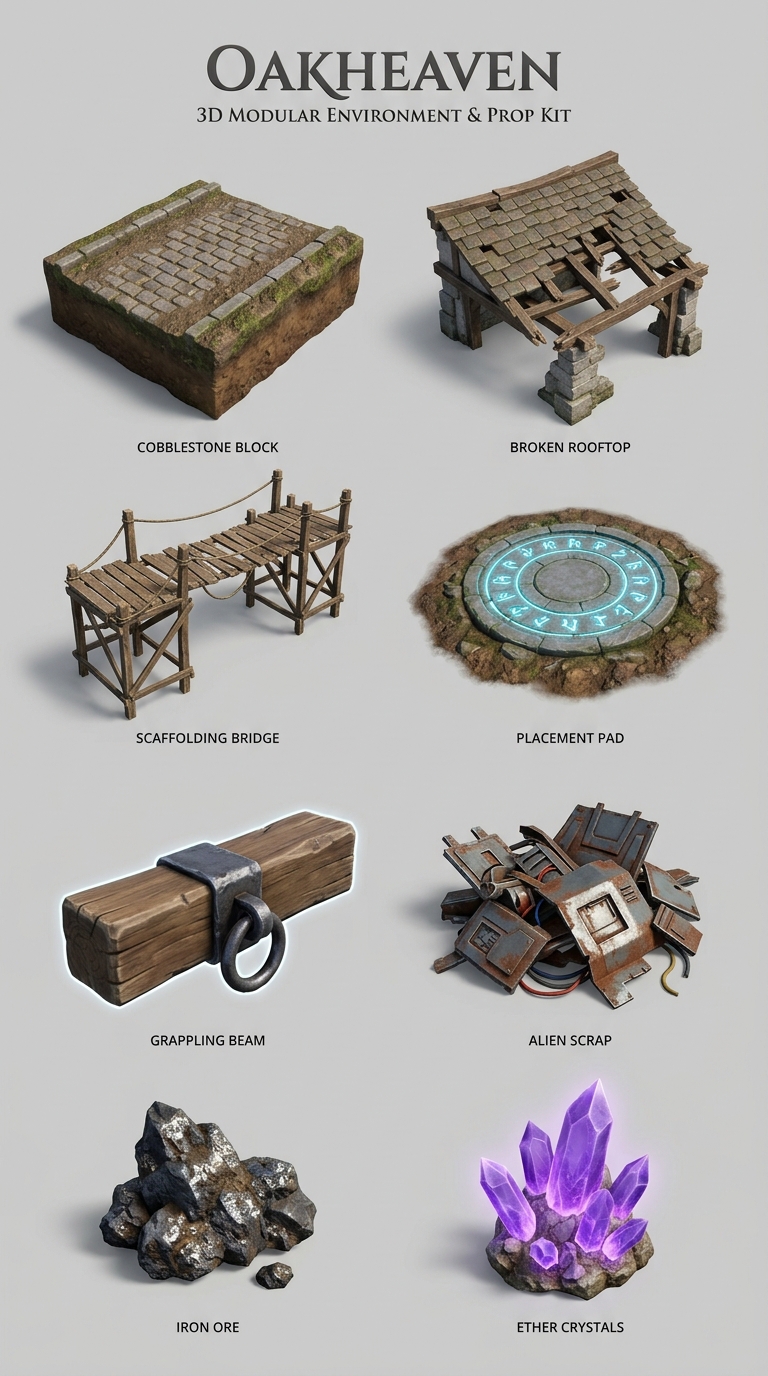 OAKHEAVEN
3D MODULAR ENVIRONMENT & PROP KIT
COBBLESTONE BLOCK
BROKEN ROOFTOP
SCAFFOLDING BRIDGE
PLACEMENT PAD
GRAPPLING BEAM
ALIEN SCRAP
IRON ORE
ETHER CRYSTALS